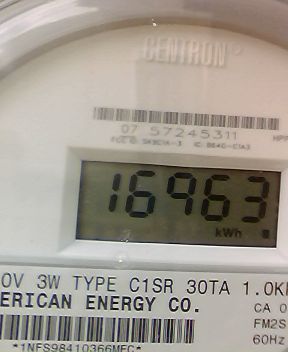 CENTRON®
07 57245311
16963
kWh
0V 3W TYPE C1SR 30TA 1.0K
ERICAN ENERGY CO.
CA 0
FM2S
60Hz
*1NFS98410366MFC*